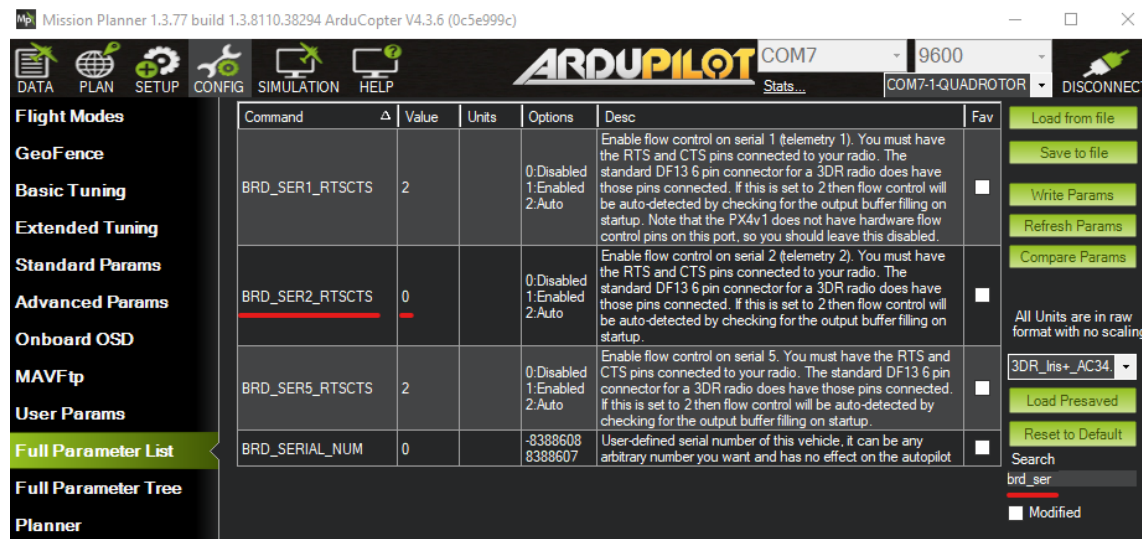 Mp Mission Planner 1.3.77 build 1.3.8110.38294 ArduCopter V4.3.6 (0c5e999c)
DATA PLAN SETUP CONFIG SIMULATION HELP
ARDUPILOT
COM7 9600
Stats... COM7-1-QUADROTOR DISCONNECT
Flight Modes
GeoFence
Basic Tuning
Extended Tuning
Standard Params
Advanced Params
Onboard OSD
MAVFtp
User Params
Full Parameter List
Full Parameter Tree
Planner
Command Value Units Options Desc Fav
BRD_SER1_RTSCTS 2
0:Disabled
1:Enabled
2:Auto
Enable flow control on serial 1 (telemetry 1). You must have
the RTS and CTS pins connected to your radio. The
standard DF13 6 pin connector for a 3DR radio does have
those pins connected. If this is set to 2 then flow control will
be auto-detected by checking for the output buffer filling on
startup. Note that the PX4v1 does not have hardware flow
control pins on this port, so you should leave this disabled.
BRD_SER2_RTSCTS 0
0:Disabled
1:Enabled
2:Auto
Enable flow control on serial 2 (telemetry 2). You must have
the RTS and CTS pins connected to your radio. The
standard DF13 6 pin connector for a 3DR radio does have
those pins connected. If this is set to 2 then flow control will
be auto-detected by checking for the output buffer filling on
startup.
BRD_SER5_RTSCTS 2
0:Disabled
1:Enabled
2:Auto
Enable flow control on serial 5. You must have the RTS and
CTS pins connected to your radio. The standard DF13 6 pin
connector for a 3DR radio does have those pins connected.
If this is set to 2 then flow control will be auto-detected by
checking for the output buffer filling on startup.
BRD_SERIAL_NUM 0
-8388608
8388607
User-defined serial number of this vehicle, it can be any
arbitrary number you want and has no effect on the autopilot
Load from file
Save to file
Write Params
Refresh Params
Compare Params
All Units are in raw
format with no scaling
3DR_Iris+_AC34.
Load Presaved
Reset to Default
Search
brd_ser
Modified